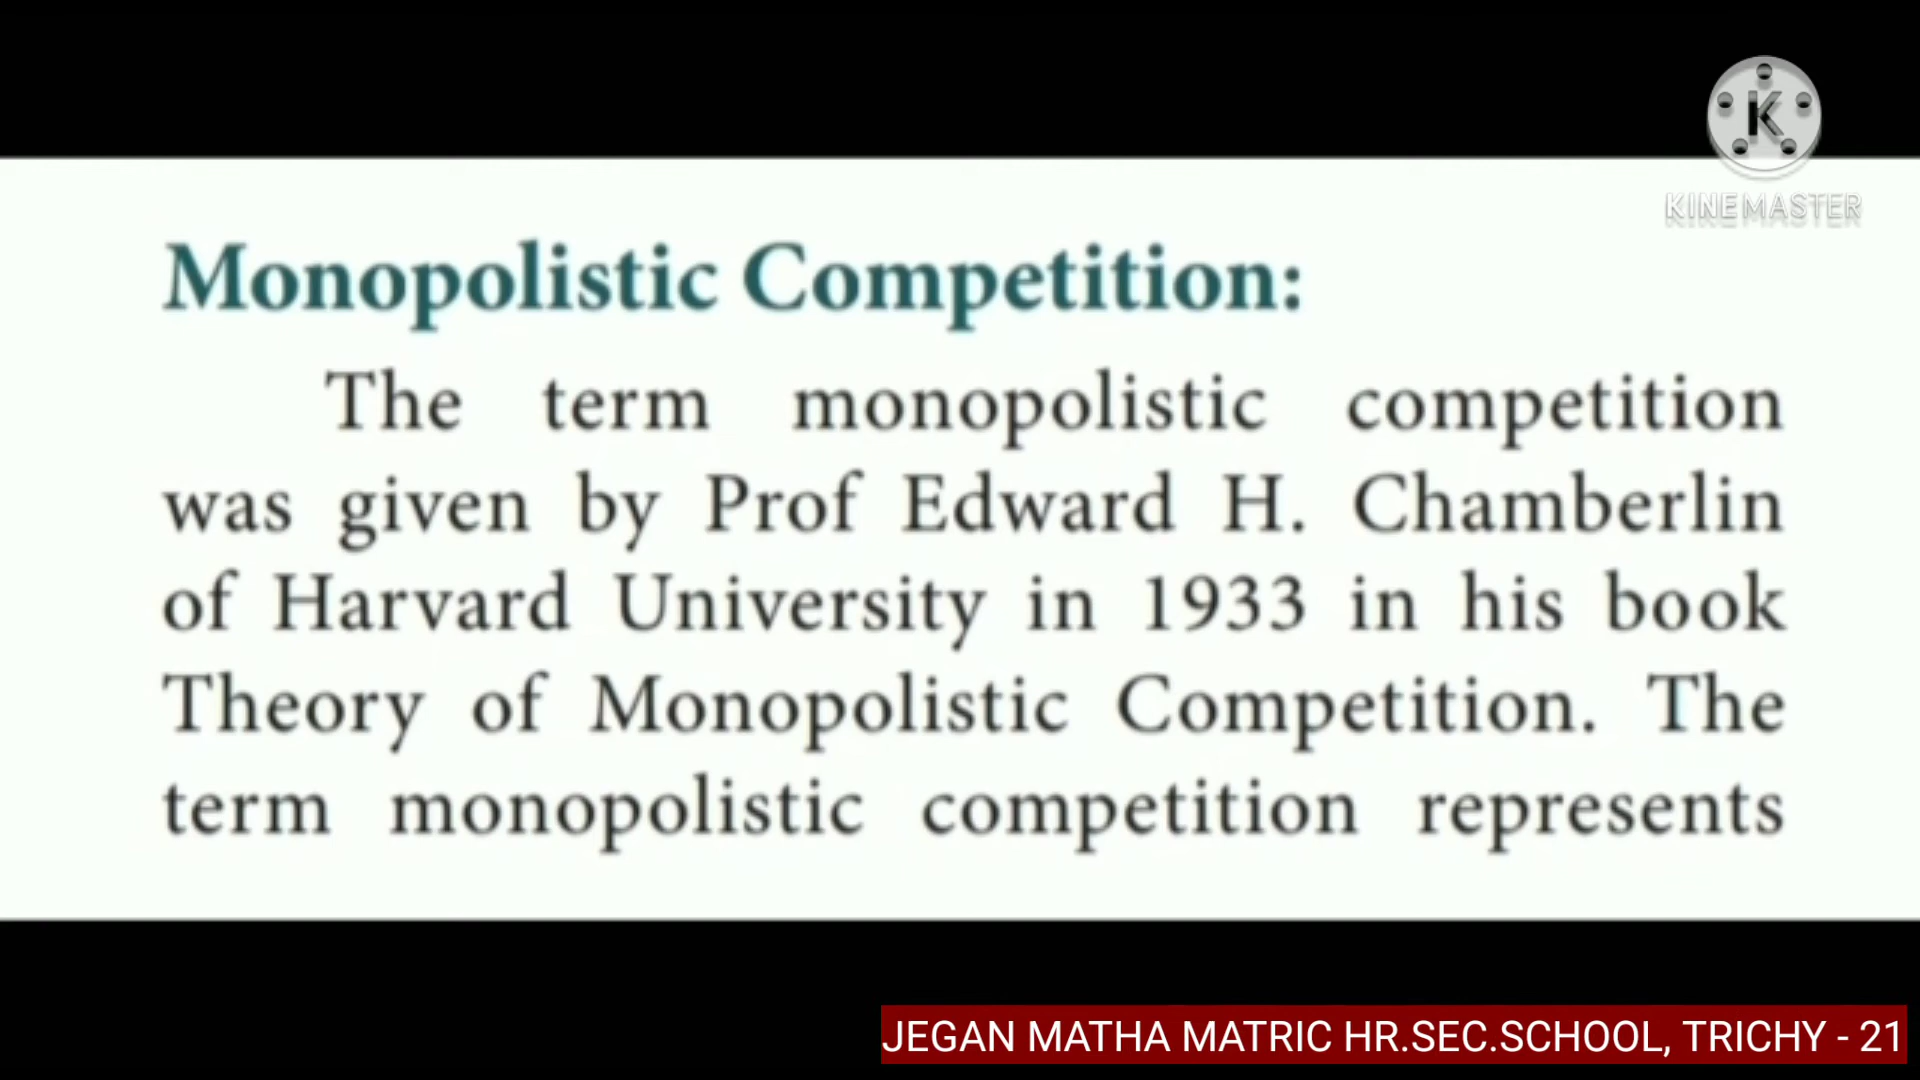 K
KINEMASTER
Monopolistic Competition:
The term monopolistic competition
was given by Prof Edward H. Chamberlin
of Harvard University in 1933 in his book
Theory of Monopolistic Competition. The
term monopolistic competition represents
JEGAN MATHA MATRIC HR.SEC.SCHOOL, TRICHY - 21